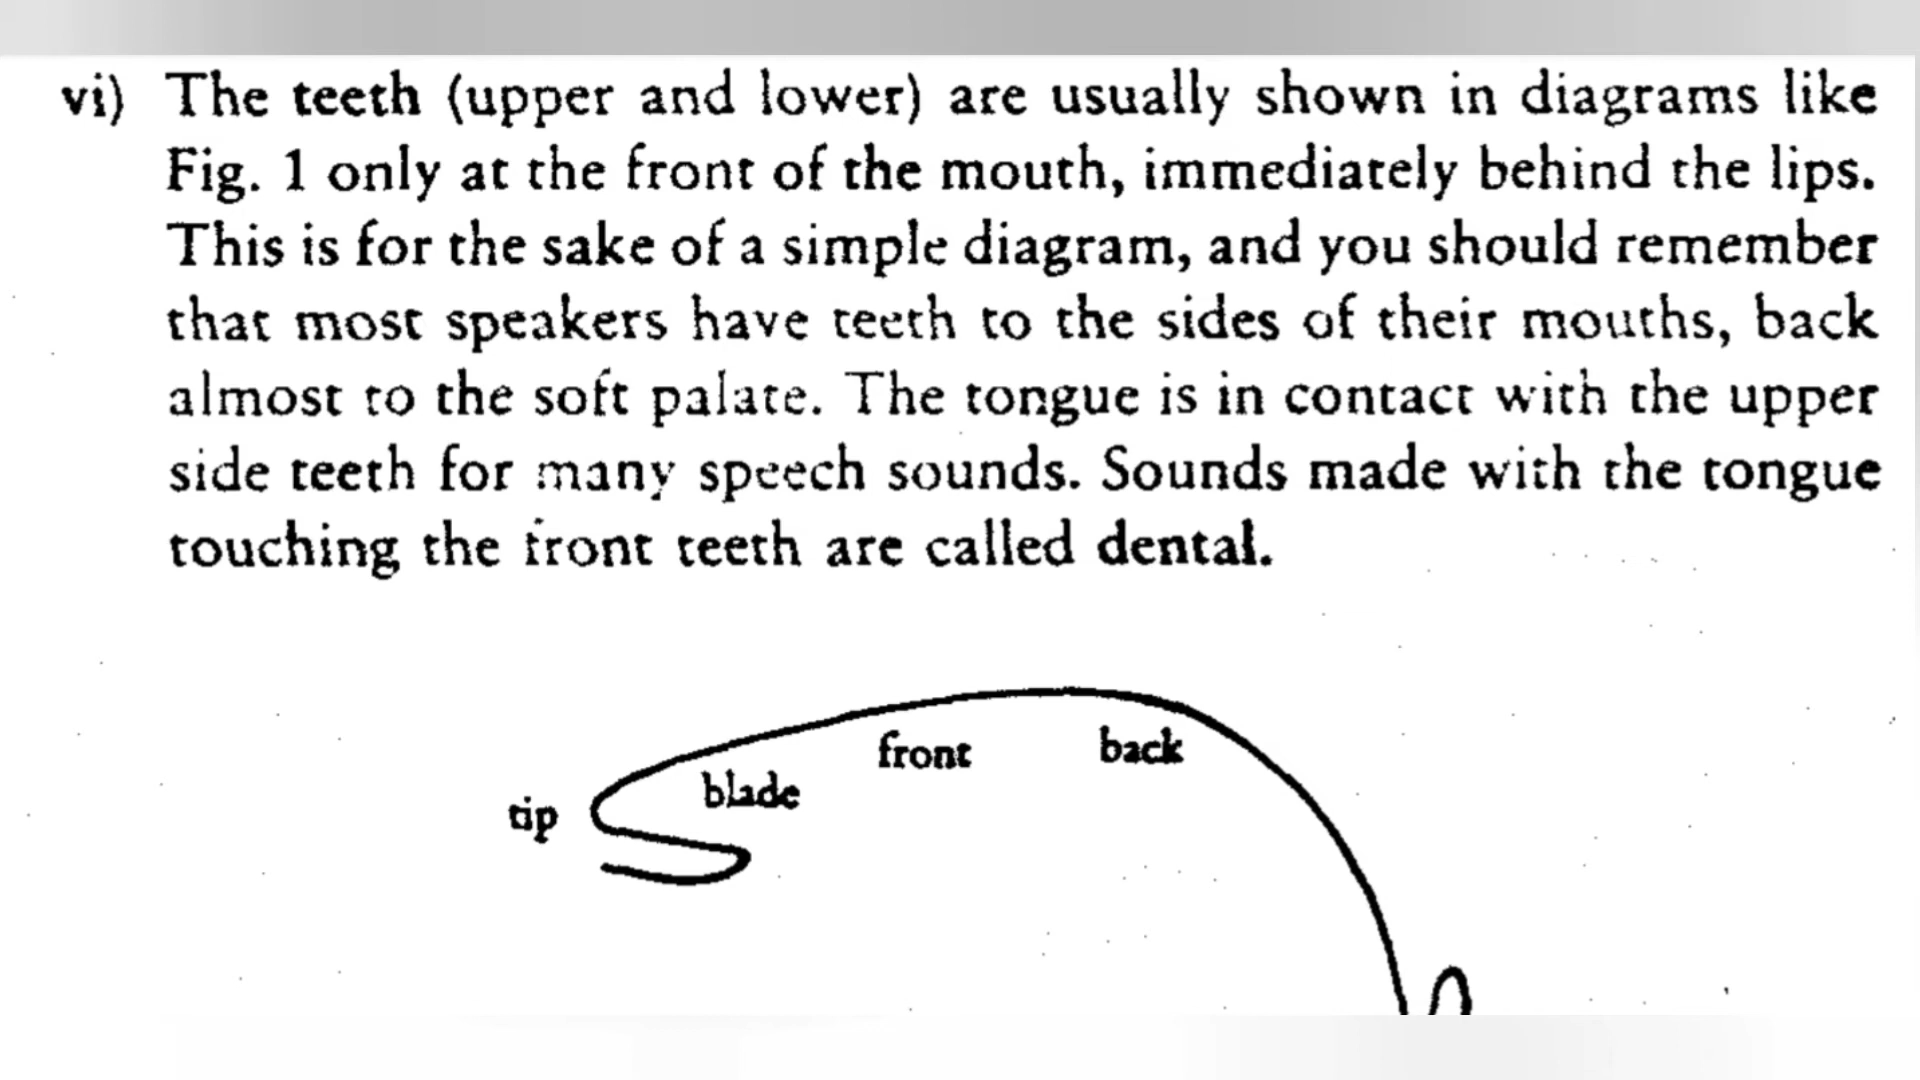 vi) The teeth (upper and lower) are usually shown in diagrams like
Fig. 1 only at the front of the mouth, immediately behind the lips.
This is for the sake of a simple diagram, and you should remember
that most speakers have teeth to the sides of their mouths, back
almost to the soft palate. The tongue is in contact with the upper
side teeth for many speech sounds. Sounds made with the tongue
touching the front teeth are called dental.
front back
blade
tip